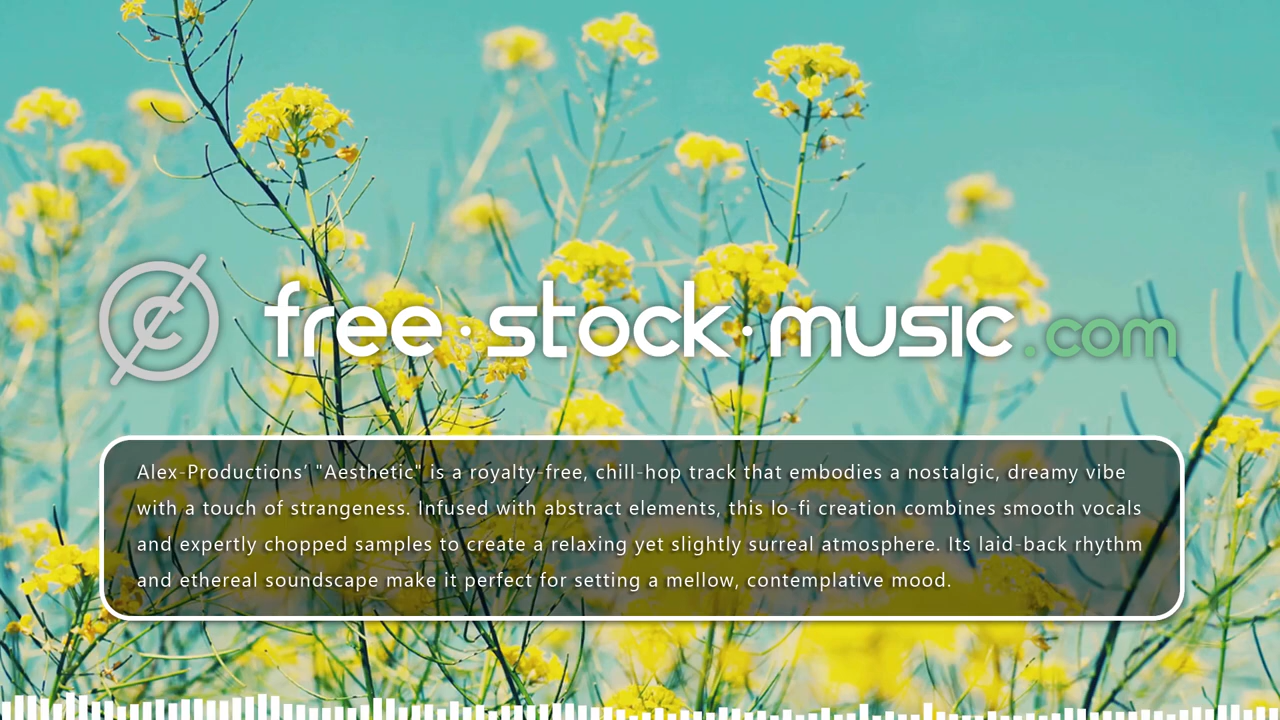 free·stock·music.com
Alex-Productions’ "Aesthetic" is a royalty-free, chill-hop track that embodies a nostalgic, dreamy vibe
with a touch of strangeness. Infused with abstract elements, this lo-fi creation combines smooth vocals
and expertly chopped samples to create a relaxing yet slightly surreal atmosphere. Its laid-back rhythm
and ethereal soundscape make it perfect for setting a mellow, contemplative mood.